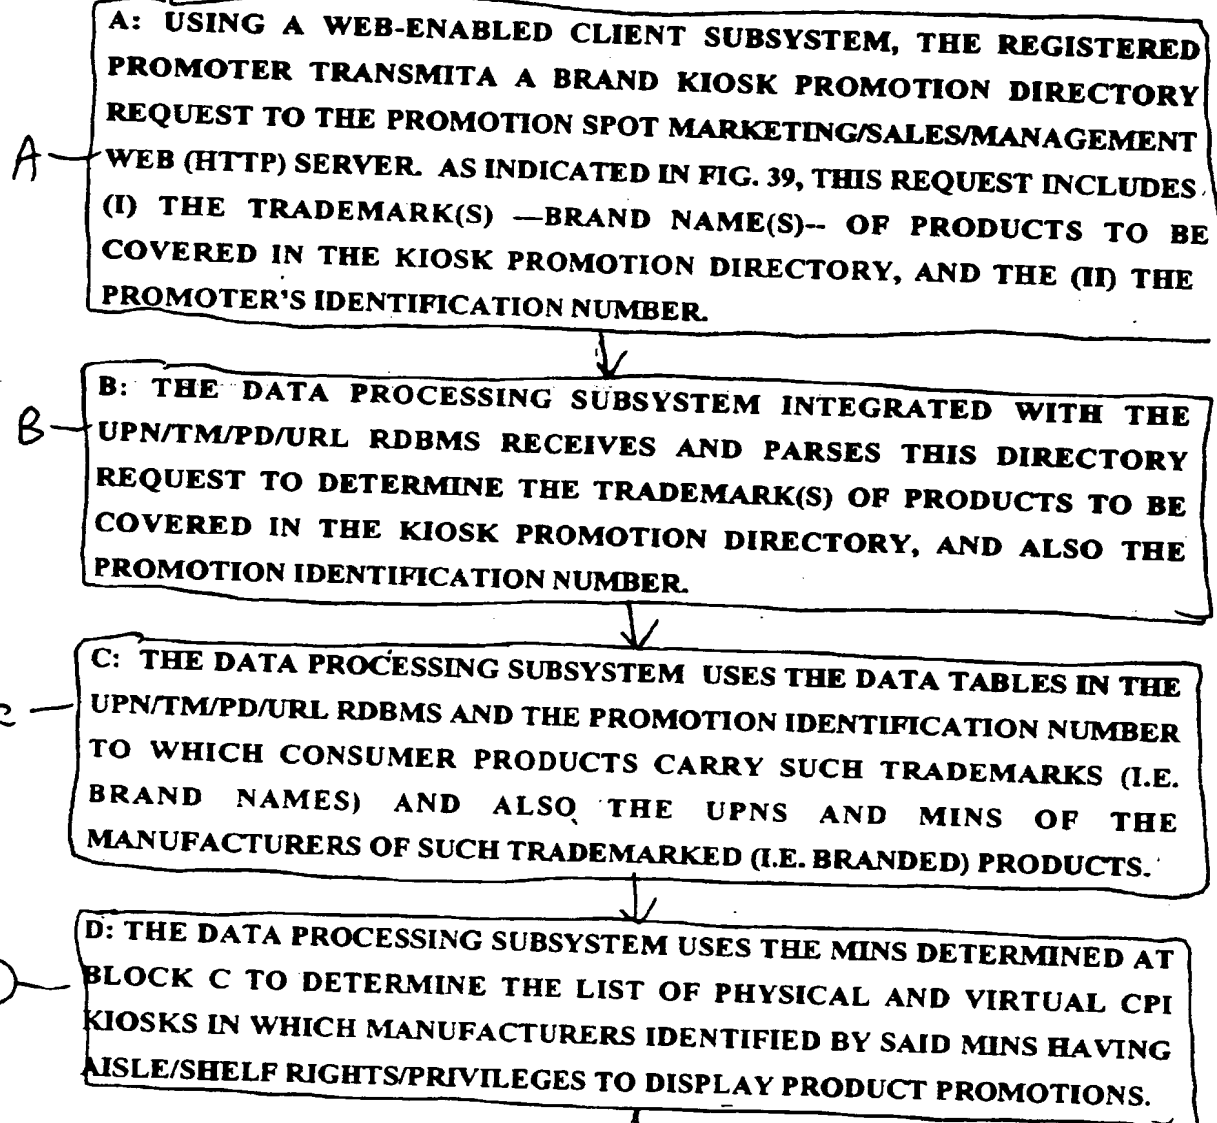 A: USING A WEB-ENABLED CLIENT SUBSYSTEM, THE REGISTERED
PROMOTER TRANSMITA A BRAND KIOSK PROMOTION DIRECTORY
REQUEST TO THE PROMOTION SPOT MARKETING/SALES/MANAGEMENT
A
WEB (HTTP) SERVER. AS INDICATED IN FIG. 39, THIS REQUEST INCLUDES
(I) THE TRADEMARK(S) —BRAND NAME(S)-- OF PRODUCTS TO BE
COVERED IN THE KIOSK PROMOTION DIRECTORY, AND THE (II) THE
PROMOTER'S IDENTIFICATION NUMBER.
B: THE DATA PROCESSING SUBSYSTEM INTEGRATED WITH THE
B
UPN/TM/PD/URL RDBMS RECEIVES AND PARSES THIS DIRECTORY
REQUEST TO DETERMINE THE TRADEMARK(S) OF PRODUCTS TO BE
COVERED IN THE KIOSK PROMOTION DIRECTORY, AND ALSO THE
PROMOTION IDENTIFICATION NUMBER.
C: THE DATA PROCESSING SUBSYSTEM USES THE DATA TABLES IN THE
UPN/TM/PD/URL RDBMS AND THE PROMOTION IDENTIFICATION NUMBER
TO WHICH CONSUMER PRODUCTS CARRY SUCH TRADEMARKS (I.E.
BRAND NAMES) AND ALSO THE UPNS AND MINS OF THE
MANUFACTURERS OF SUCH TRADEMARKED (I.E. BRANDED) PRODUCTS.
D: THE DATA PROCESSING SUBSYSTEM USES THE MINS DETERMINED AT
BLOCK C TO DETERMINE THE LIST OF PHYSICAL AND VIRTUAL CPI
KIOSKS IN WHICH MANUFACTURERS IDENTIFIED BY SAID MINS HAVING
AISLE/SHELF RIGHTS/PRIVILEGES TO DISPLAY PRODUCT PROMOTIONS.